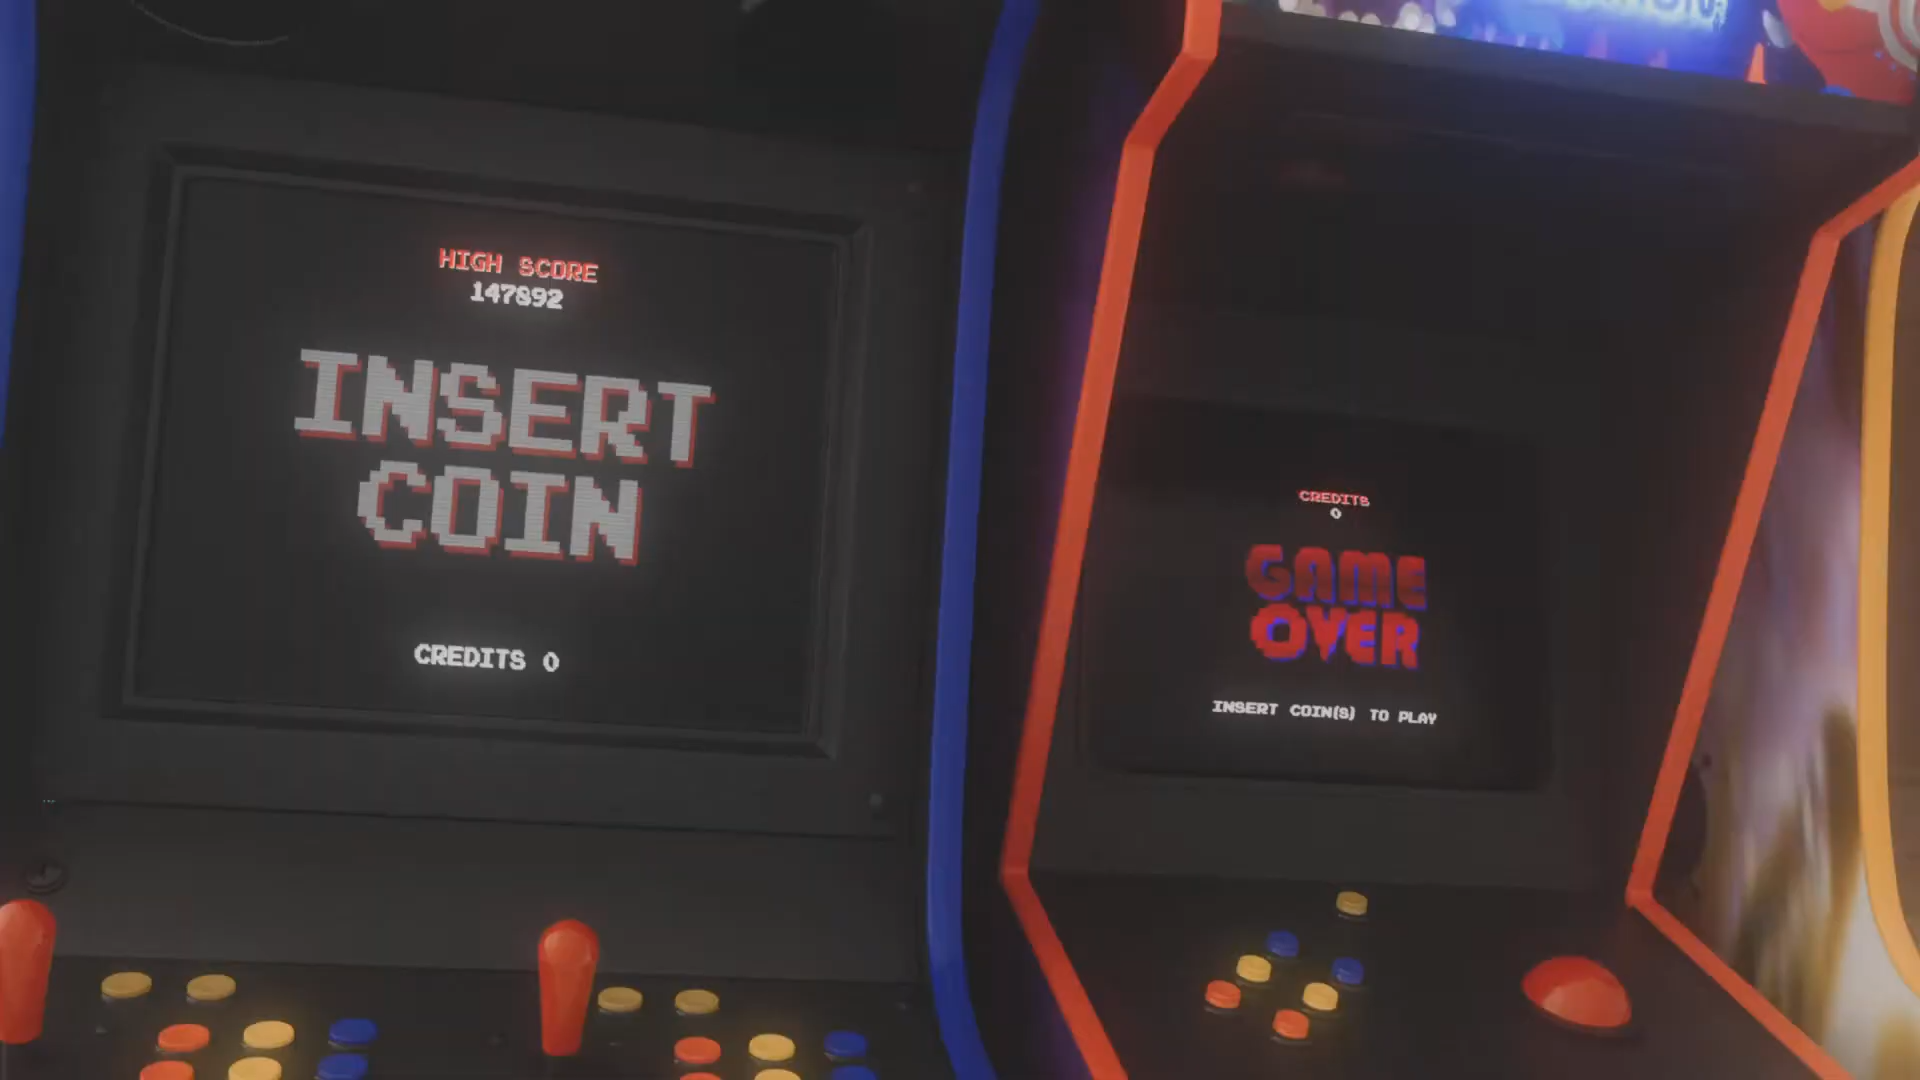 HIGH SCORE
147892
INSERT
COIN
CREDITS 0
CREDITS
0
GAME
OVER
INSERT COIN(S) TO PLAY